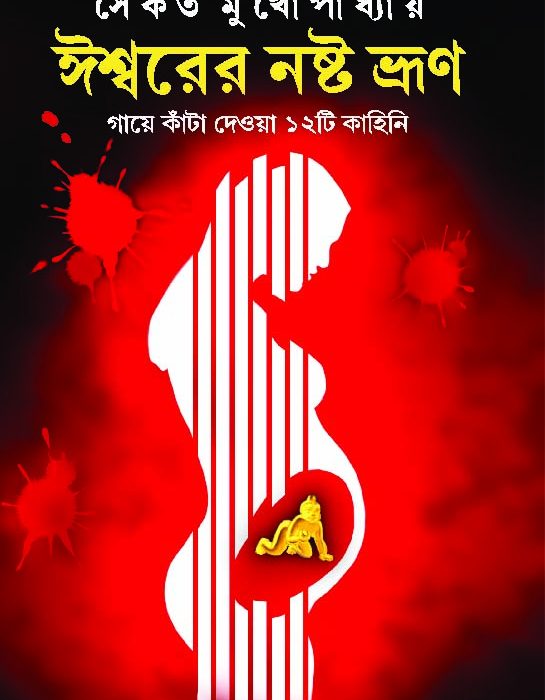 সৈকত মুখোপাধ্যায়
ঈশ্বরের নষ্ট ভ্রূণ
গায়ে কাঁটা দেওয়া ১২টি কাহিনি